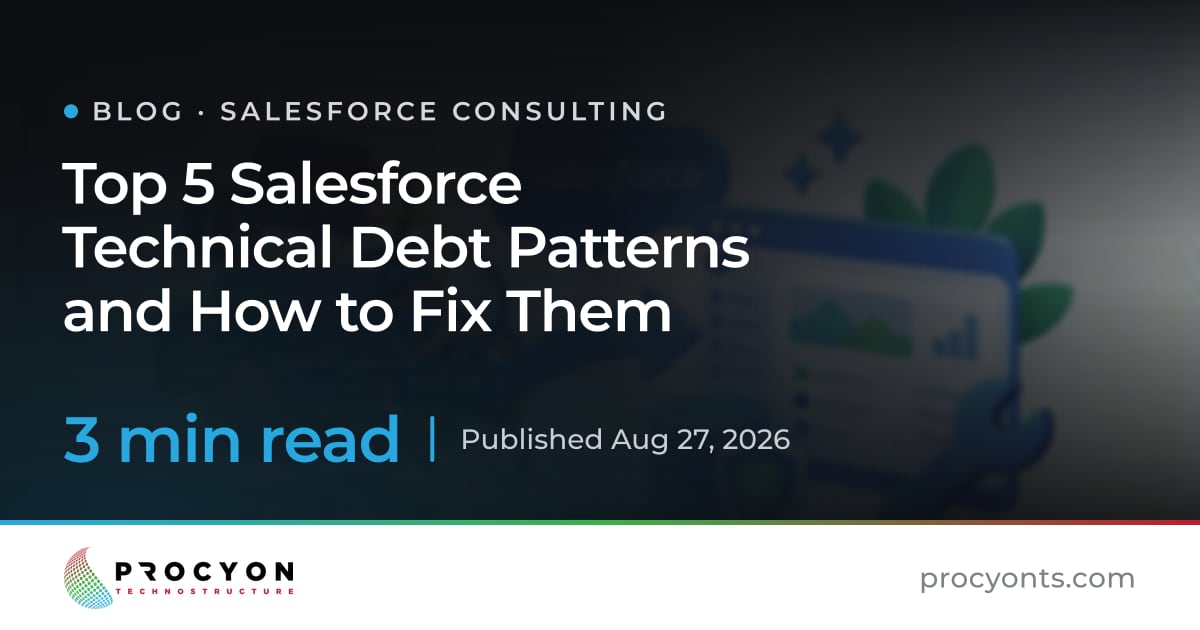 BLOG · SALESFORCE CONSULTING
Top 5 Salesforce
Technical Debt Patterns
and How to Fix Them
3 min read | Published Aug 27, 2026
PROCYON
TECHNOSTRUCTURE
procyonts.com